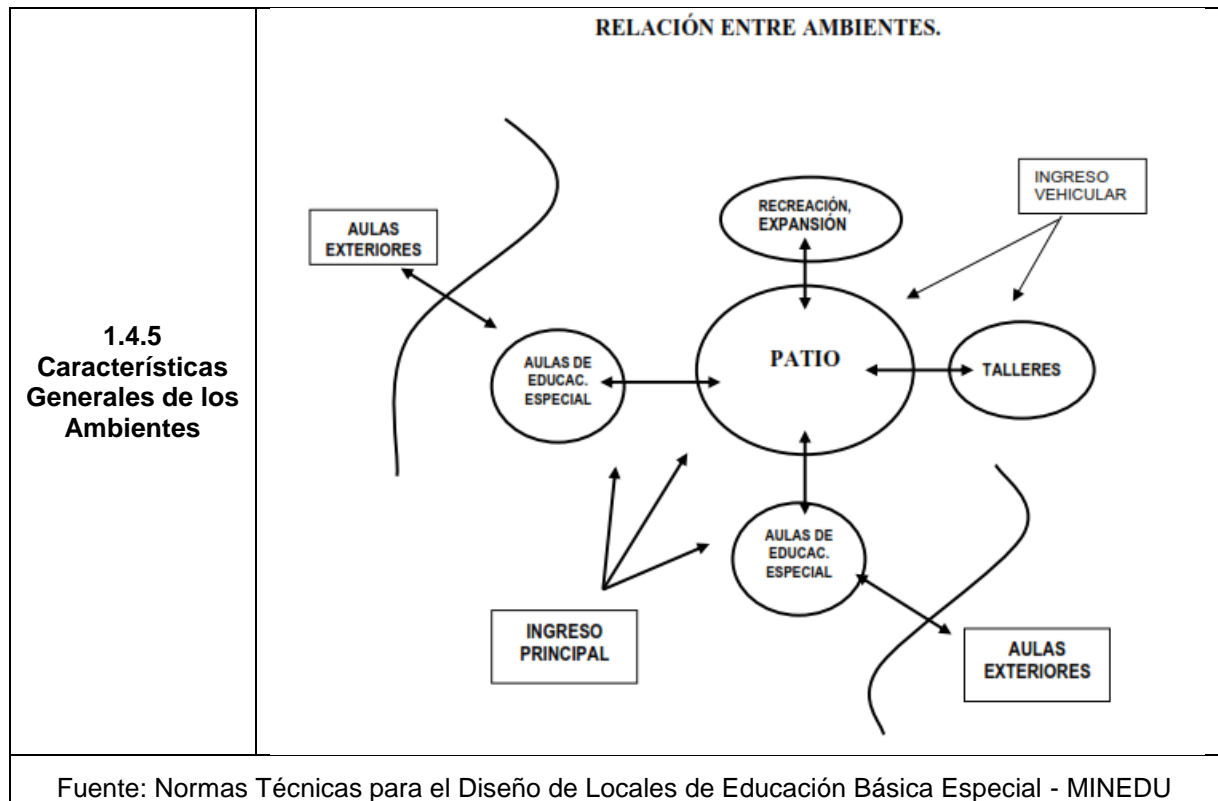 RELACIÓN ENTRE AMBIENTES.
1.4.5
Características
Generales de los
Ambientes
INGRESO
VEHICULAR
RECREACIÓN,
EXPANSIÓN
AULAS
EXTERIORES
PATIO
TALLERES
AULAS DE
EDUCAC.
ESPECIAL
AULAS DE
EDUCAC.
ESPECIAL
INGRESO
PRINCIPAL
AULAS
EXTERIORES
Fuente: Normas Técnicas para el Diseño de Locales de Educación Básica Especial - MINEDU